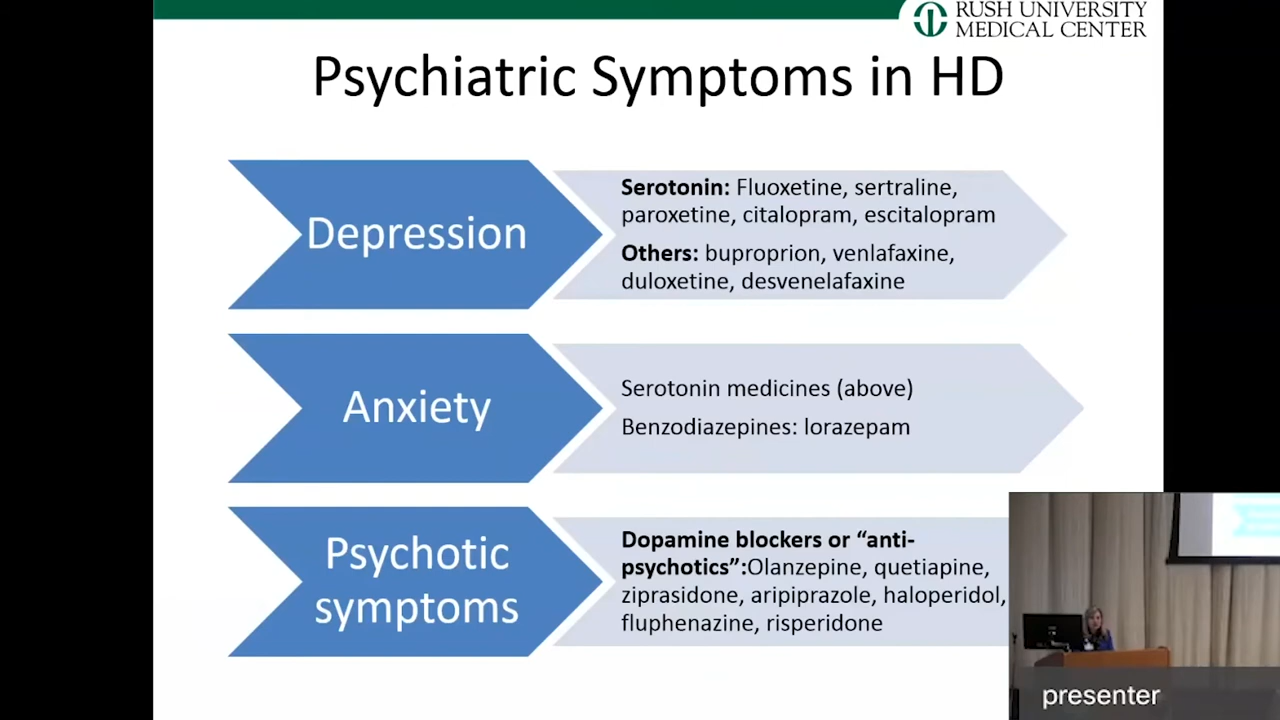 RUSH UNIVERSITY
MEDICAL CENTER
Psychiatric Symptoms in HD
Depression
Serotonin: Fluoxetine, sertraline,
paroxetine, citalopram, escitalopram
Others: buproprion, venlafaxine,
duloxetine, desvenelafaxine
Anxiety
Serotonin medicines (above)
Benzodiazepines: lorazepam
Psychotic
symptoms
Dopamine blockers or “anti-
psychotics”:Olanzepine, quetiapine,
ziprasidone, aripiprazole, haloperidol,
fluphenazine, risperidone
presenter